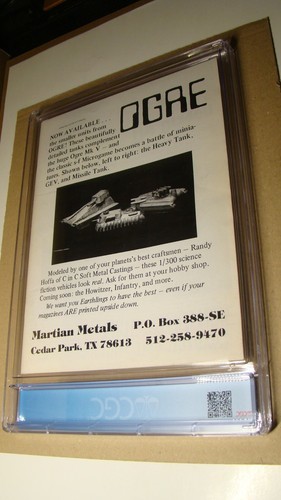 OGRE
NOW AVAILABLE . . .
the smaller units from
OGRE! These beautifully
detailed tanks complement
the large Ogre Mk V — and
the classic s-f Microgame becomes a battle of minia-
tures. Shown below, left to right: the Heavy Tank,
GEV, and Missile Tank.
Modeled by one of your planets's best craftsmen — Randy
Hoffa of C in C Soft Metal Castings — these 1/300 science
fiction vehicles look real. Ask for them at your hobby shop.
Coming soon: the Howitzer, Infantry, and more.
We want you Earthlings to have the best — even if your
magazines ARE printed upside down.
Martian Metals P.O. Box 388-SE
Cedar Park, TX 78613 512-258-9470
CGC